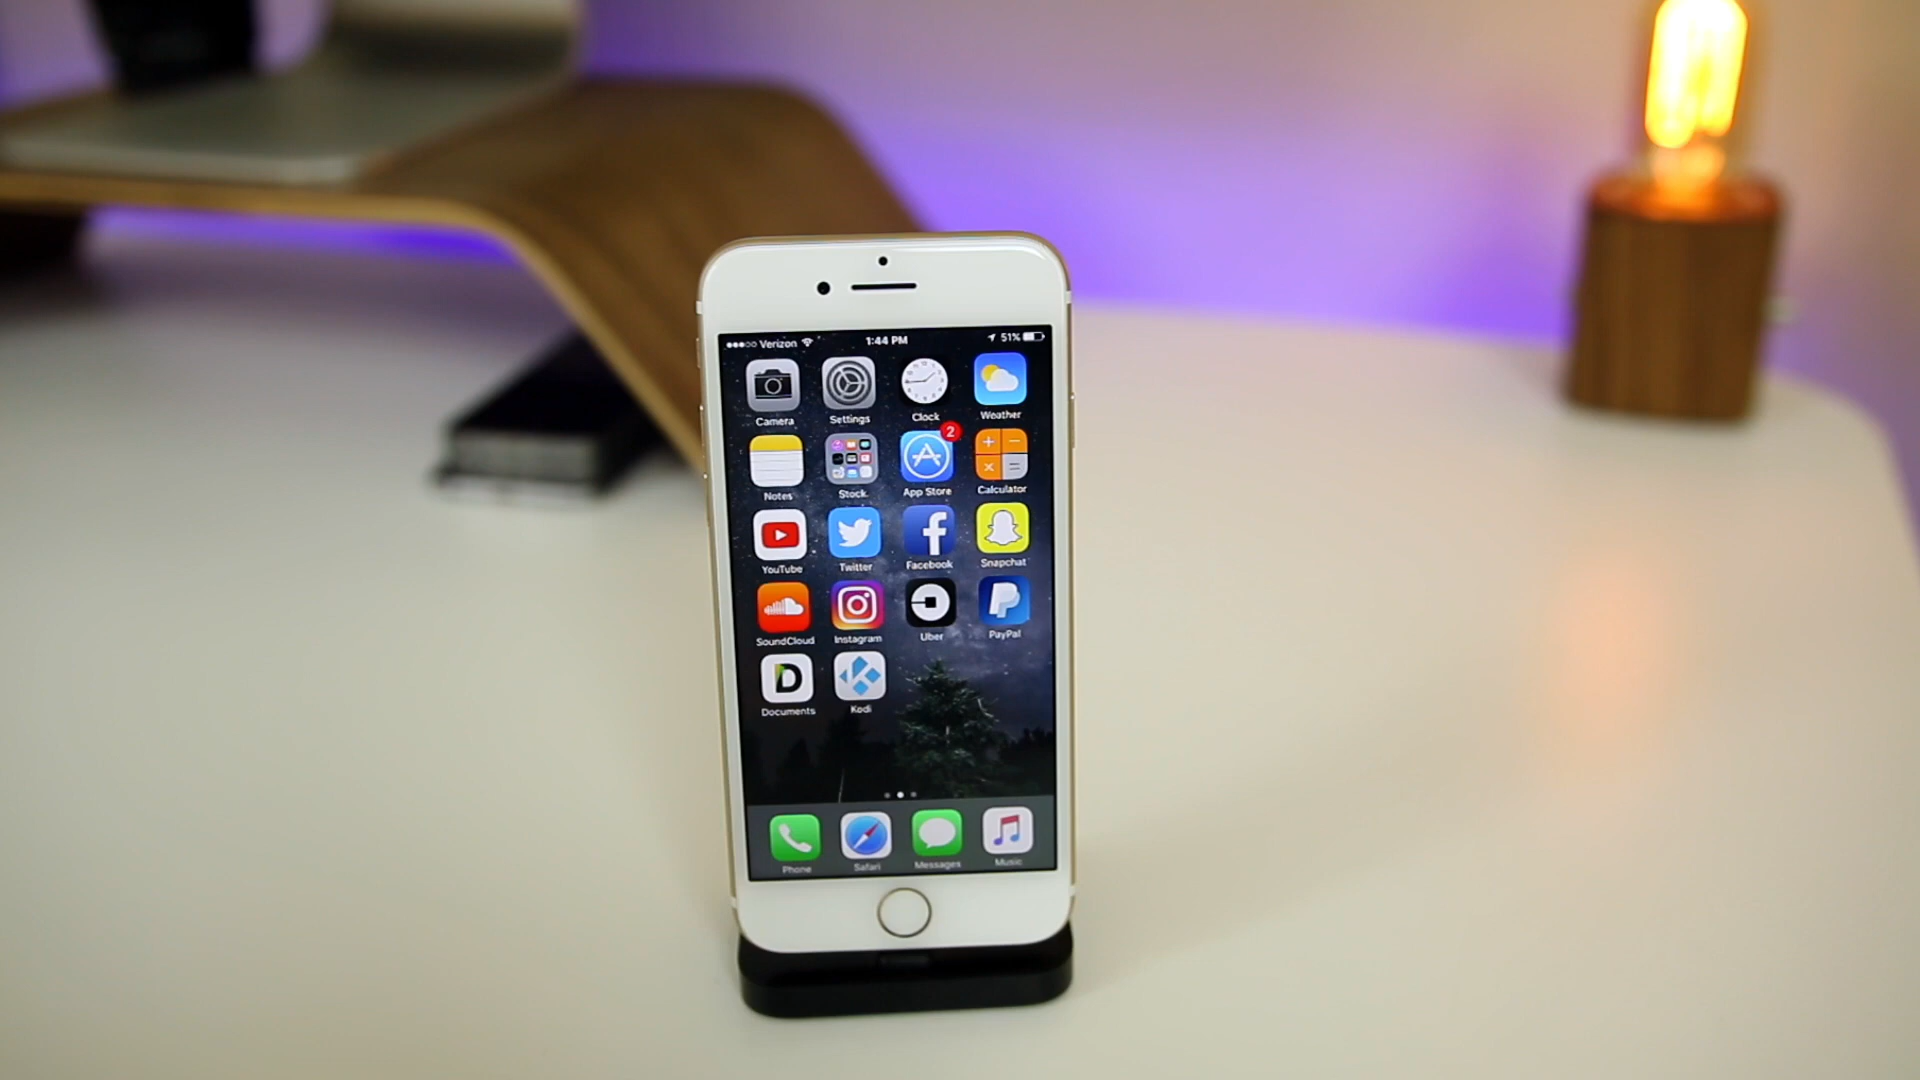 Verizon 1:44 PM 51%
Camera Settings Clock Weather
2
Notes Stock. App Store Calculator
YouTube Twitter Facebook Snapchat
SoundCloud Instagram Uber PayPal
Documents Kodi
Phone Safari Messages Music